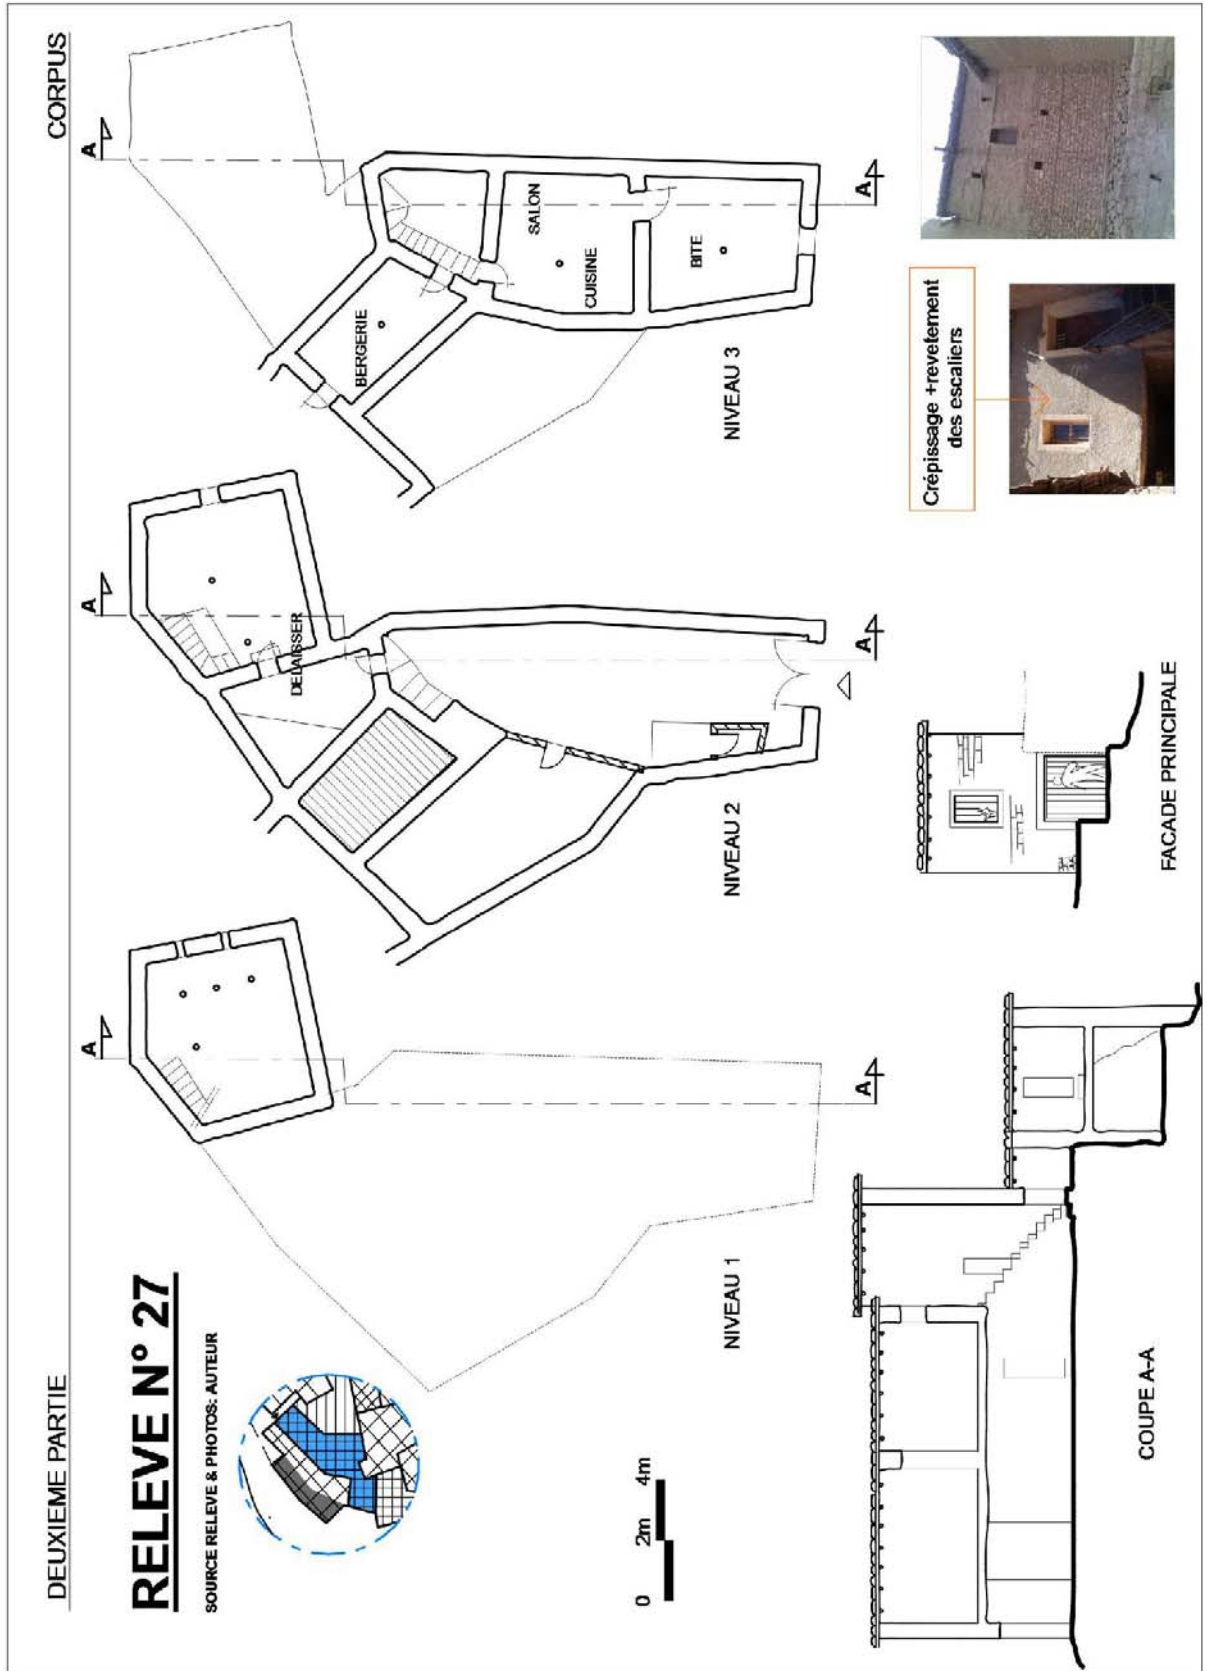 DEUXIEME PARTIE
CORPUS
RELEVE N° 27
SOURCE RELEVE & PHOTOS: AUTEUR
A
A
A
DELAISSER
BERGERIE
SALON
CUISINE
BITE
A
A
A
0 2m 4m
NIVEAU 1
NIVEAU 2
NIVEAU 3
Crépissage +revetement
des escaliers
COUPE A-A
FACADE PRINCIPALE